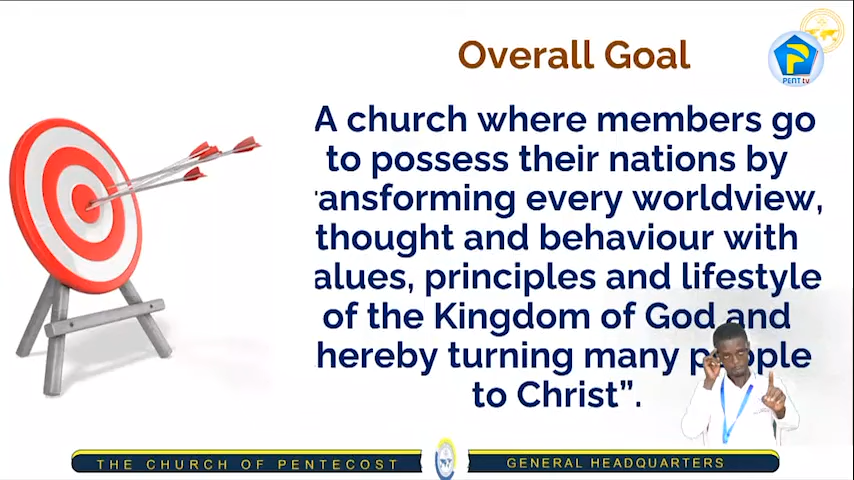 Overall Goal
PENT tv
A church where members go
to possess their nations by
ransforming every worldview,
thought and behaviour with
alues, principles and lifestyle
of the Kingdom of God and
hereby turning many people
to Christ”.
THE CHURCH OF PENTECOST
GENERAL HEADQUARTERS